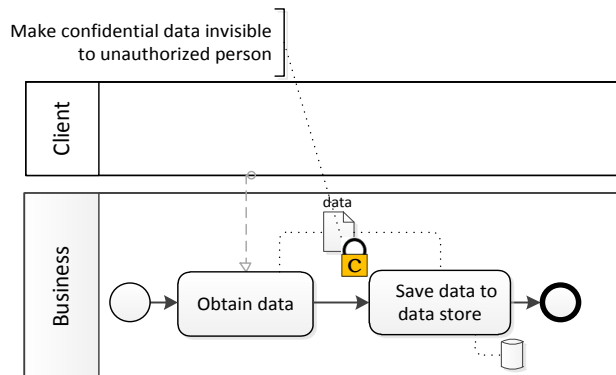 Make confidential data invisible
to unauthorized person
Client
data
C
Business
Obtain data
Save data to
data store